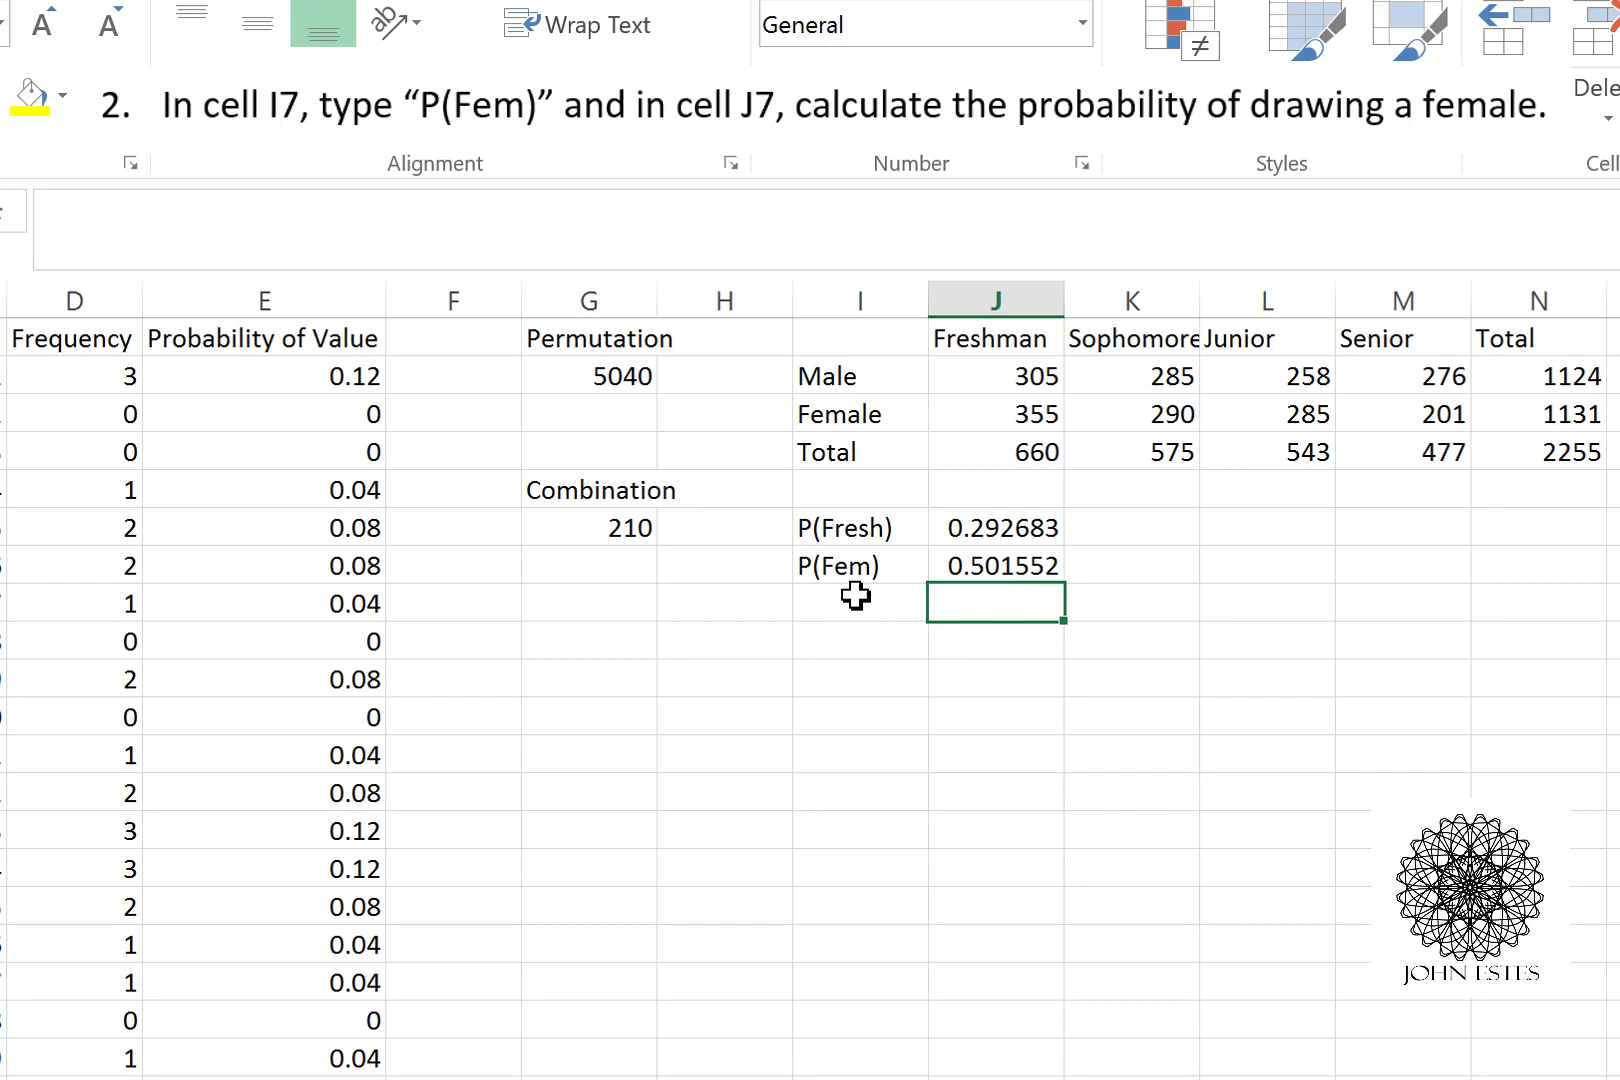 A A ab Wrap Text General ≠
2. In cell I7, type “P(Fem)” and in cell J7, calculate the probability of drawing a female.
Dele
Alignment Number Styles Cell
D E F G H I J K L M N
Frequency Probability of Value Permutation Freshman Sophomore Junior Senior Total
3 0.12 5040 Male 305 285 258 276 1124
0 0 Female 355 290 285 201 1131
0 0 Total 660 575 543 477 2255
1 0.04 Combination
2 0.08 210 P(Fresh) 0.292683
2 0.08 P(Fem) 0.501552
1 0.04
0 0
2 0.08
0 0
1 0.04
2 0.08
3 0.12
3 0.12
2 0.08
1 0.04
1 0.04
0 0
1 0.04
JOHN ESTES